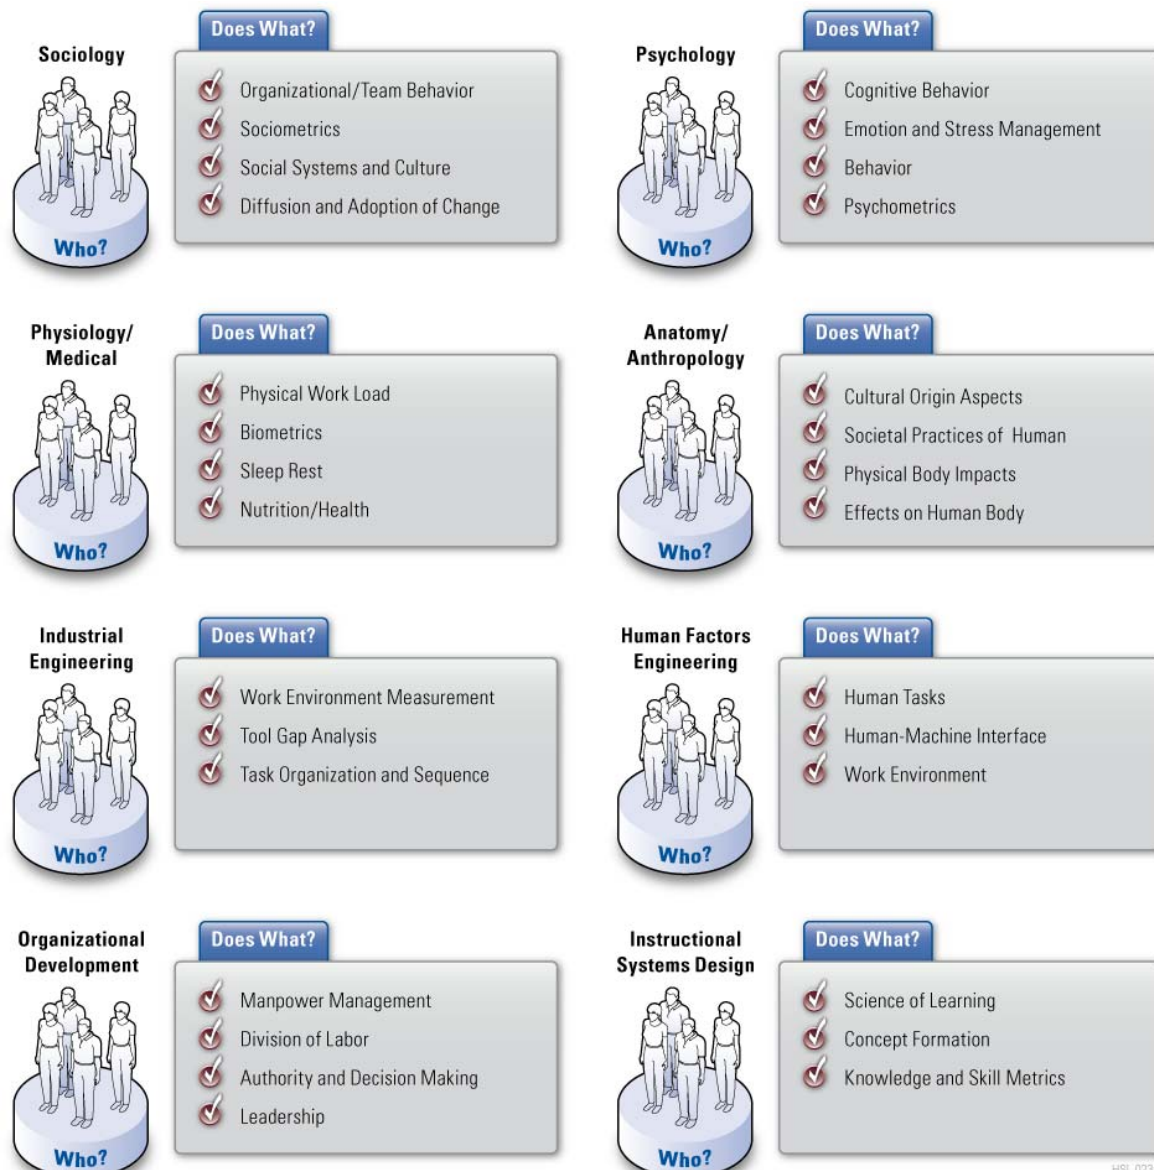 Sociology
Does What?
Organizational/Team Behavior
Sociometrics
Social Systems and Culture
Diffusion and Adoption of Change
Who?
Psychology
Does What?
Cognitive Behavior
Emotion and Stress Management
Behavior
Psychometrics
Who?
Physiology/
Medical
Does What?
Physical Work Load
Biometrics
Sleep Rest
Nutrition/Health
Who?
Anatomy/
Anthropology
Does What?
Cultural Origin Aspects
Societal Practices of Human
Physical Body Impacts
Effects on Human Body
Who?
Industrial
Engineering
Does What?
Work Environment Measurement
Tool Gap Analysis
Task Organization and Sequence
Who?
Human Factors
Engineering
Does What?
Human Tasks
Human-Machine Interface
Work Environment
Who?
Organizational
Development
Does What?
Manpower Management
Division of Labor
Authority and Decision Making
Leadership
Who?
Instructional
Systems Design
Does What?
Science of Learning
Concept Formation
Knowledge and Skill Metrics
Who?